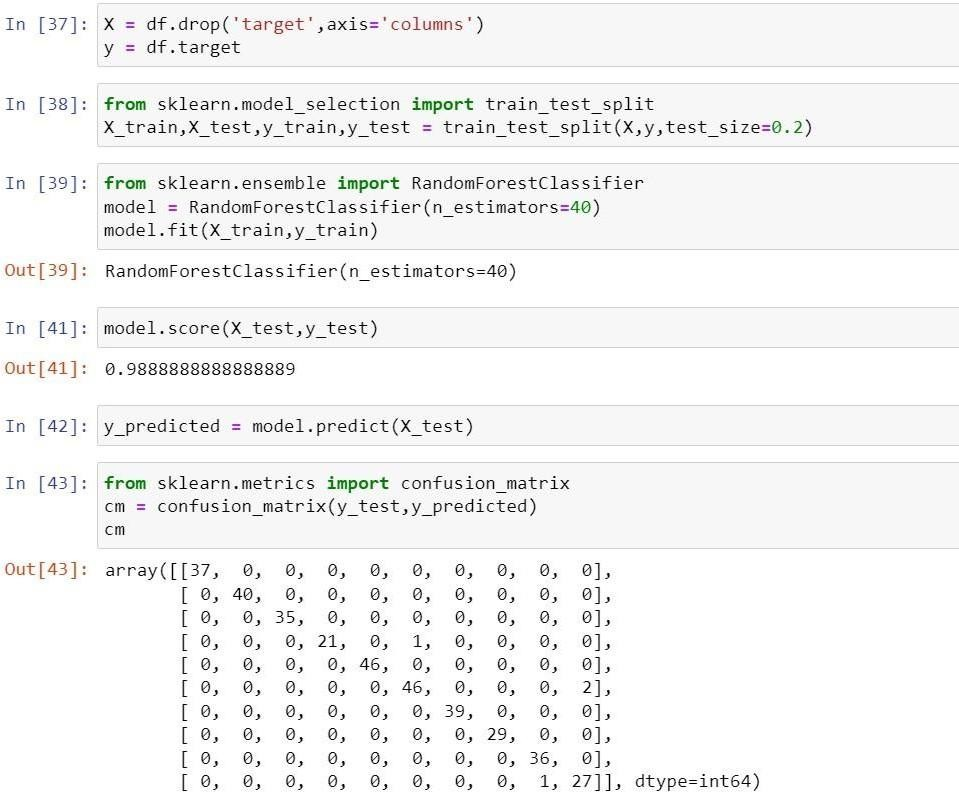 In [37]: X = df.drop('target',axis='columns')
y = df.target
In [38]: from sklearn.model_selection import train_test_split
X_train,X_test,y_train,y_test = train_test_split(X,y,test_size=0.2)
In [39]: from sklearn.ensemble import RandomForestClassifier
model = RandomForestClassifier(n_estimators=40)
model.fit(X_train,y_train)
Out[39]: RandomForestClassifier(n_estimators=40)
In [41]: model.score(X_test,y_test)
Out[41]: 0.9888888888888889
In [42]: y_predicted = model.predict(X_test)
In [43]: from sklearn.metrics import confusion_matrix
cm = confusion_matrix(y_test,y_predicted)
cm
Out[43]: array([[37, 0, 0, 0, 0, 0, 0, 0, 0, 0],
[ 0, 40, 0, 0, 0, 0, 0, 0, 0, 0],
[ 0, 0, 35, 0, 0, 0, 0, 0, 0, 0],
[ 0, 0, 0, 21, 0, 1, 0, 0, 0, 0],
[ 0, 0, 0, 0, 46, 0, 0, 0, 0, 0],
[ 0, 0, 0, 0, 0, 46, 0, 0, 0, 2],
[ 0, 0, 0, 0, 0, 0, 39, 0, 0, 0],
[ 0, 0, 0, 0, 0, 0, 0, 29, 0, 0],
[ 0, 0, 0, 0, 0, 0, 0, 0, 36, 0],
[ 0, 0, 0, 0, 0, 0, 0, 0, 1, 27]], dtype=int64)